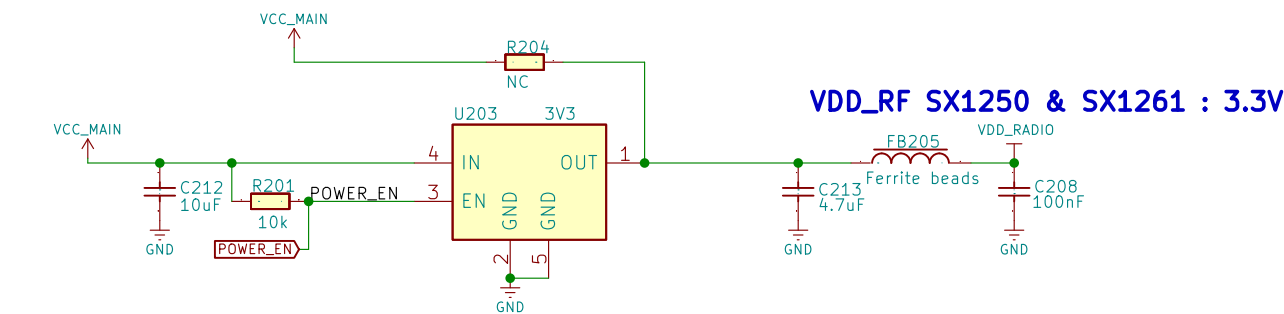 VCC_MAIN
R204
NC
VDD_RF SX1250 & SX1261 : 3.3V
U203 3V3
VCC_MAIN
VDD_RADIO
FB205
4 IN OUT 1
Ferrite beads
C212
10uF
R201
10k
POWER_EN
3 EN
GND GND
C213
4.7uF
C208
100nF
POWER_EN
GND
2 5
GND
GND
GND